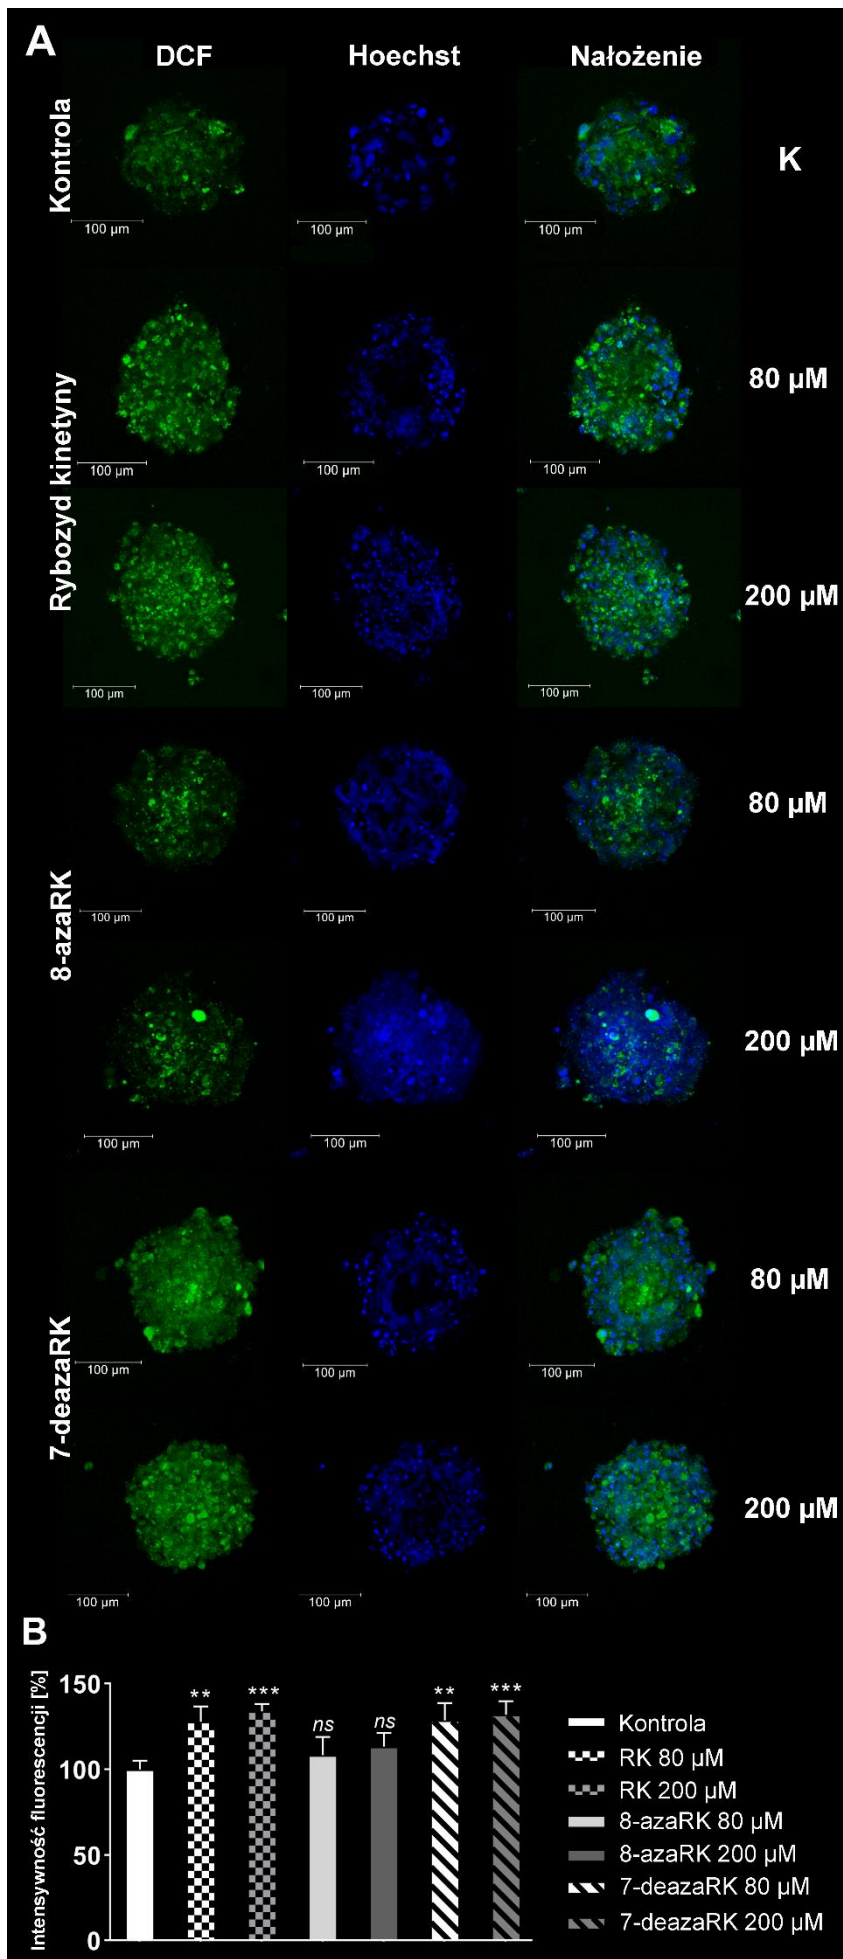 A
DCF Hoechst Nałożenie
Kontrola
K
100 µm 100 µm 100 µm
Rybozyd kinetyny
80 µM
100 µm 100 µm 100 µm
200 µM
100 µm 100 µm 100 µm
8-azaRK
80 µM
100 µm 100 µm 100 µm
200 µM
100 µm 100 µm 100 µm
7-deazaRK
80 µM
100 µm 100 µm 100 µm
200 µM
100 µm 100 µm 100 µm
B
Intensywność fluorescencji [%]
150
100
50
0
** *** ns ns ** ***
Kontrola
RK 80 µM
RK 200 µM
8-azaRK 80 µM
8-azaRK 200 µM
7-deazaRK 80 µM
7-deazaRK 200 µM